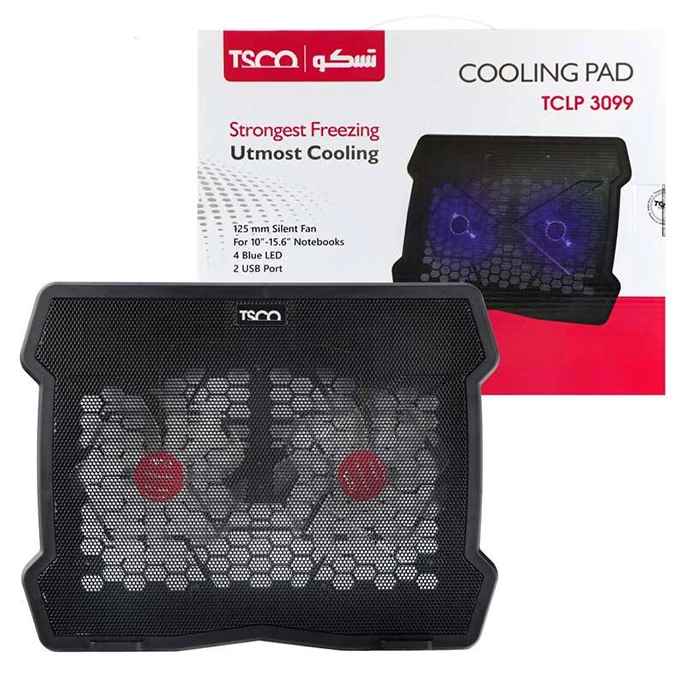 TSCO تسکو
COOLING PAD
TCLP 3099
Strongest Freezing
Utmost Cooling
125 mm Silent Fan
For 10"-15.6" Notebooks
4 Blue LED
2 USB Port
TSCO